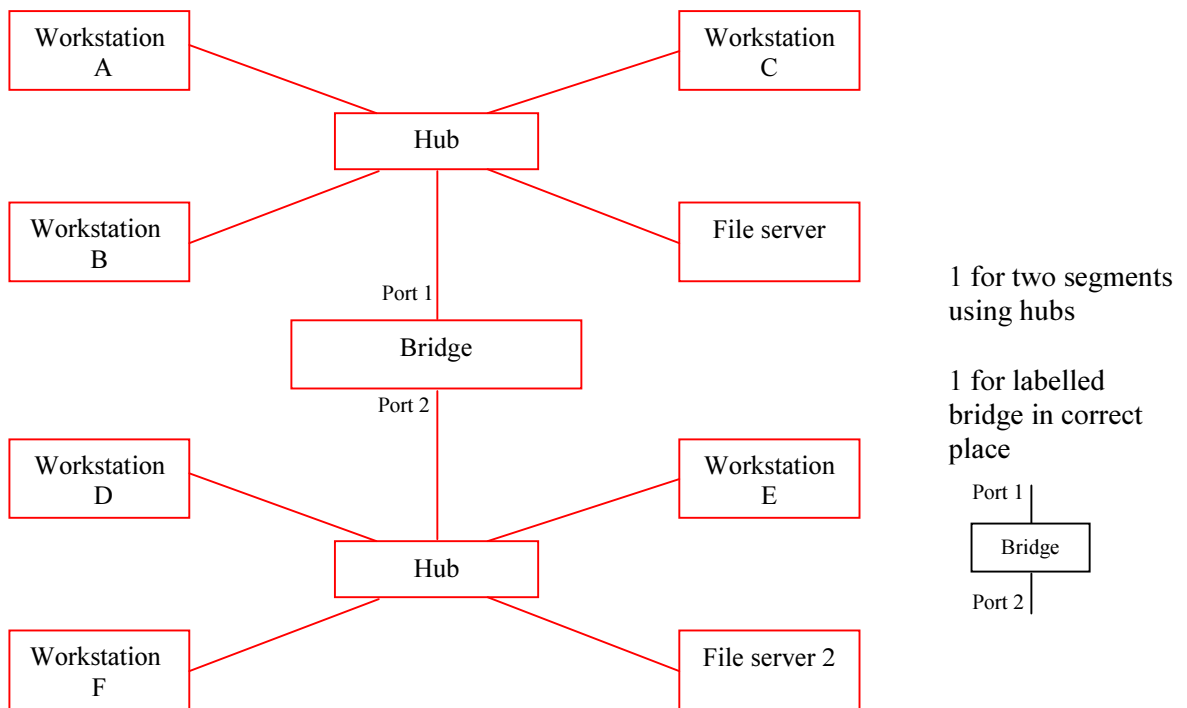 Workstation
A
Workstation
C
Hub
Workstation
B
File server
Port 1
Bridge
Port 2
Workstation
D
Workstation
E
Hub
Workstation
F
File server 2
1 for two segments
using hubs
1 for labelled
bridge in correct
place
Port 1
Bridge
Port 2